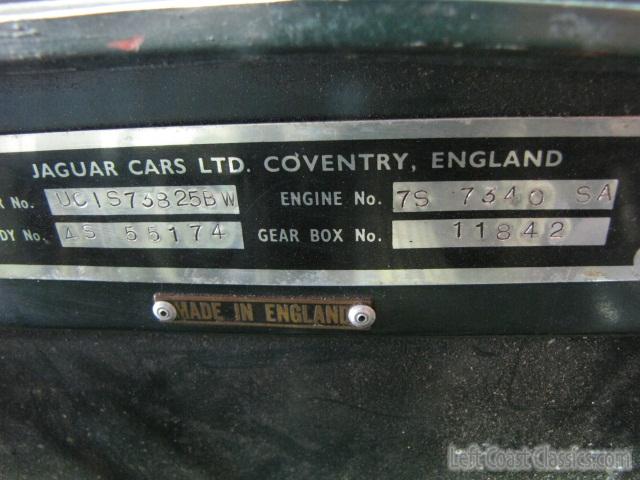 JAGUAR CARS LTD. COVENTRY, ENGLAND
R No. UC1S73825BW ENGINE No. 7S 7340 SA
DY No. 4S 55174 GEAR BOX No. 11842
MADE IN ENGLAND
LeftCoastClassics.com